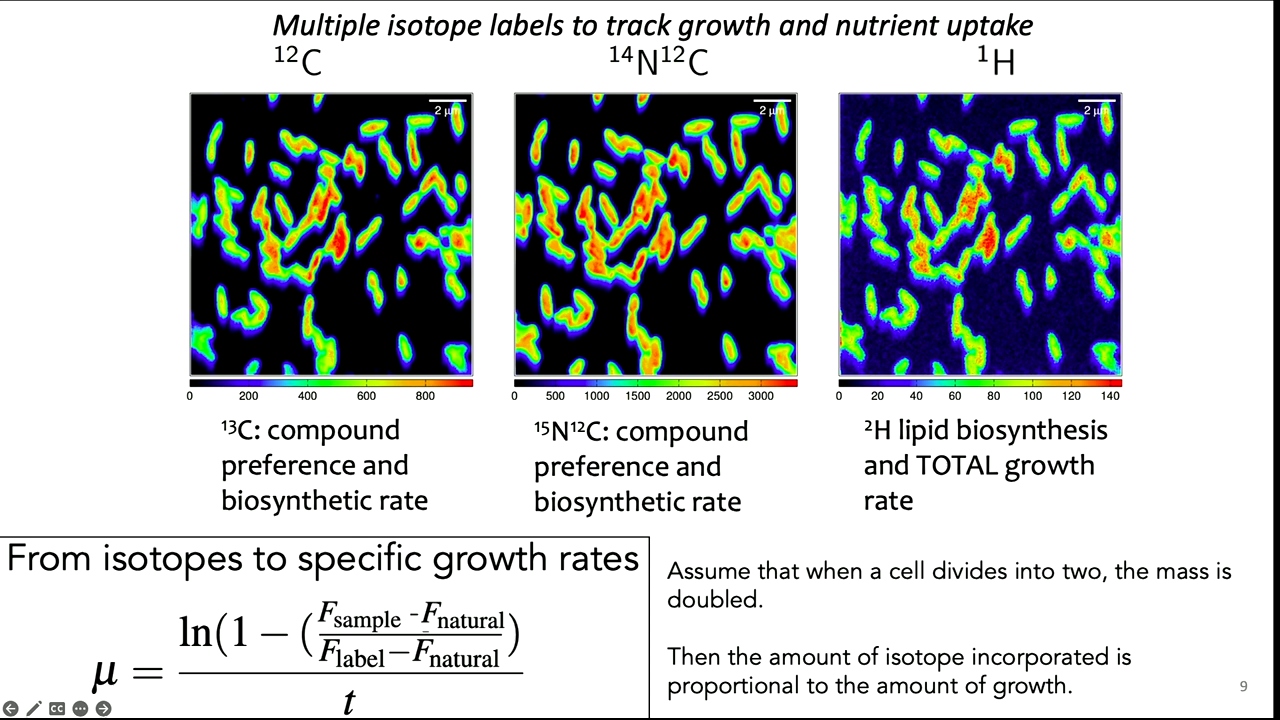 Multiple isotope labels to track growth and nutrient uptake
¹²C ¹⁴N¹²C ¹H
2 μm 2 μm 2 μm
0 200 400 600 800
0 500 1000 1500 2000 2500 3000
0 20 40 60 80 100 120 140
¹³C: compound
preference and
biosynthetic rate
¹⁵N¹²C: compound
preference and
biosynthetic rate
²H lipid biosynthesis
and TOTAL growth
rate
From isotopes to specific growth rates
μ = ln(1 − (F_sample - F_natural / F_label − F_natural)) / t
Assume that when a cell divides into two, the mass is
doubled.
Then the amount of isotope incorporated is
proportional to the amount of growth.
9
CC